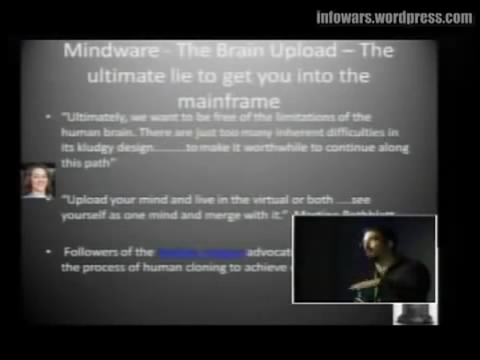 infowars.wordpress.com
Mindware - The Brain Upload – The
ultimate lie to get you into the
mainframe
• "Ultimately, we want to be free of the limitations of the
human brain. There are just too many inherent difficulties in
its kludgy design..........to make it worthwhile to continue along
this path"
"Upload your mind and live in the virtual or both ....see
yourself as one mind and merge with it." Martine Rothblatt
• Followers of the advocat
the process of human cloning to achieve